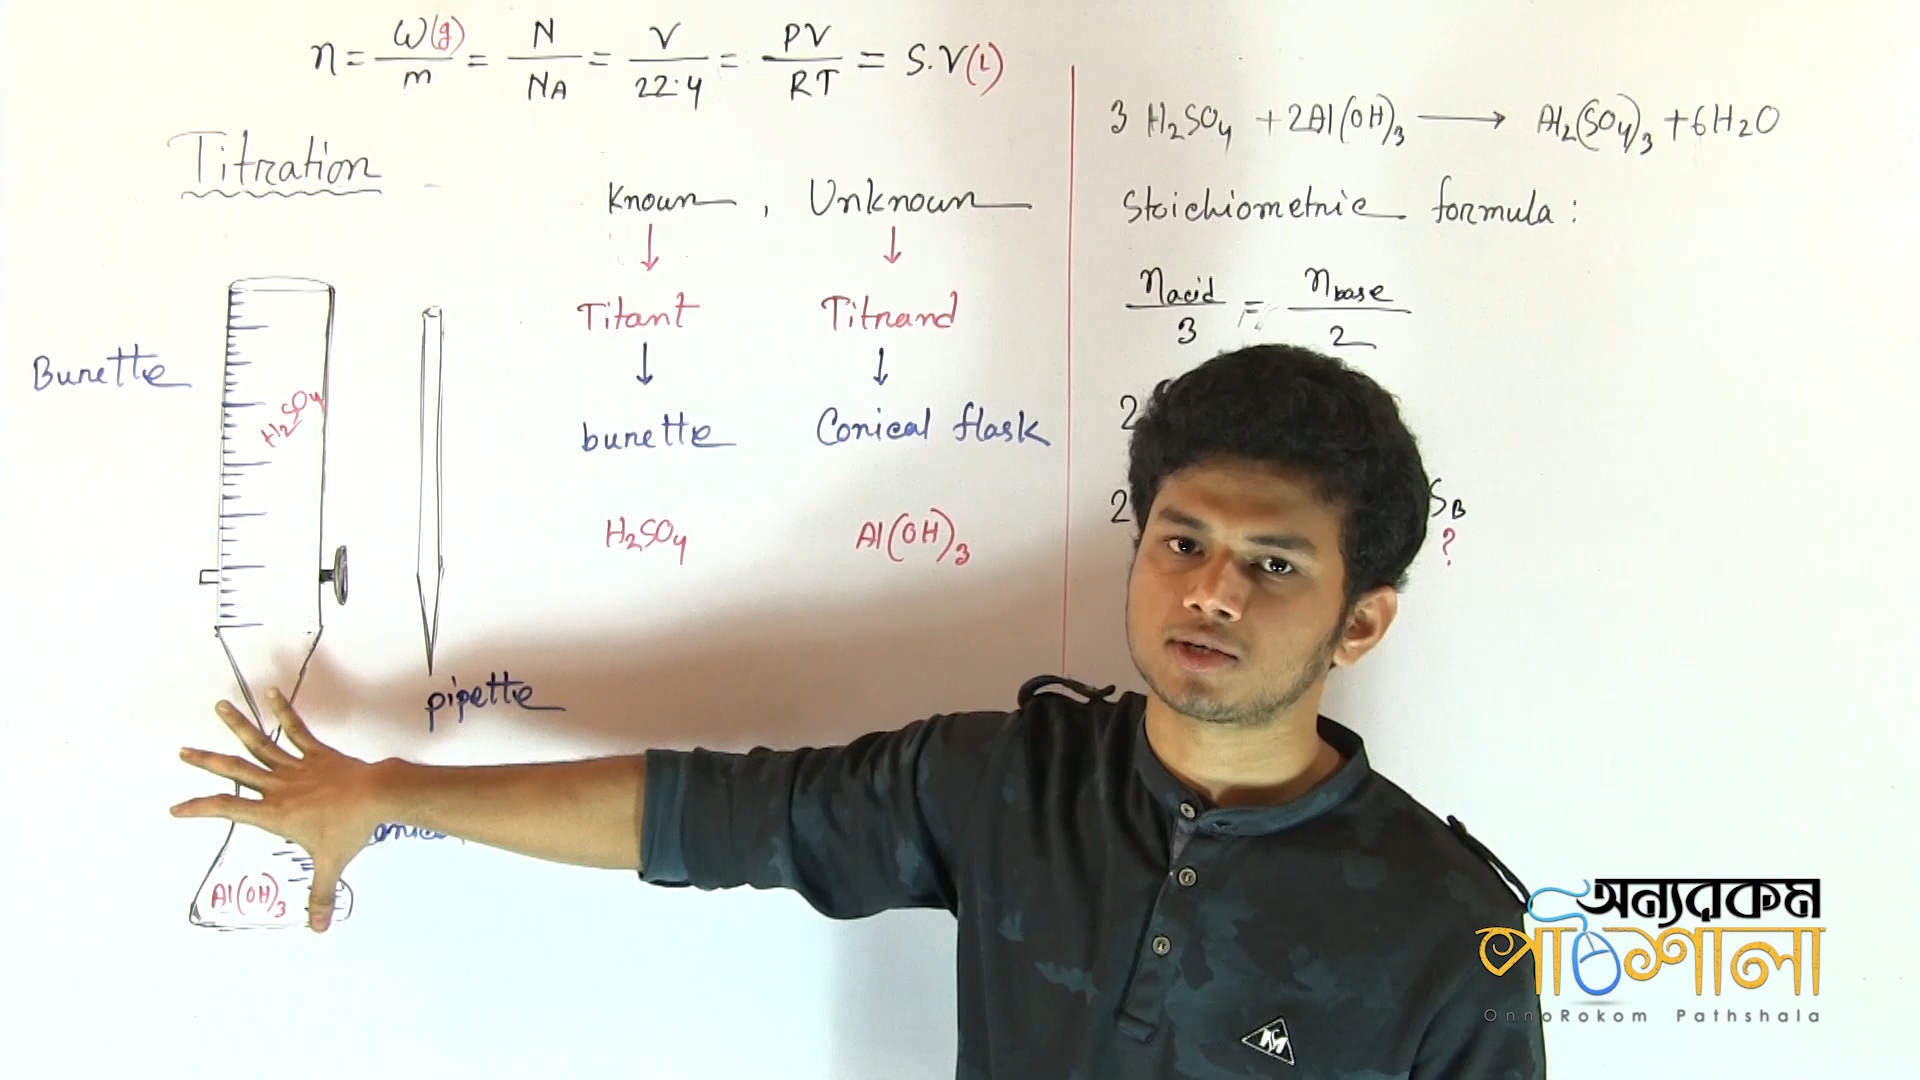 n = W(g)/m = N/NA = V/22.4 = PV/RT = S.V(L)
Titration
Known , Unknown
↓ ↓
Titant Titrand
↓ ↓
burette Conical flask
H2SO4 Al(OH)3
Burette
H2SO4
pipette
Al(OH)3
3 H2SO4 + 2Al(OH)3 → Al2(SO4)3 + 6H2O
Stoichiometric formula :
nacid/3 = nbase/2
2
2 SB
?
অন্যরকম
পাঠশালা
OnnoRokom Pathshala